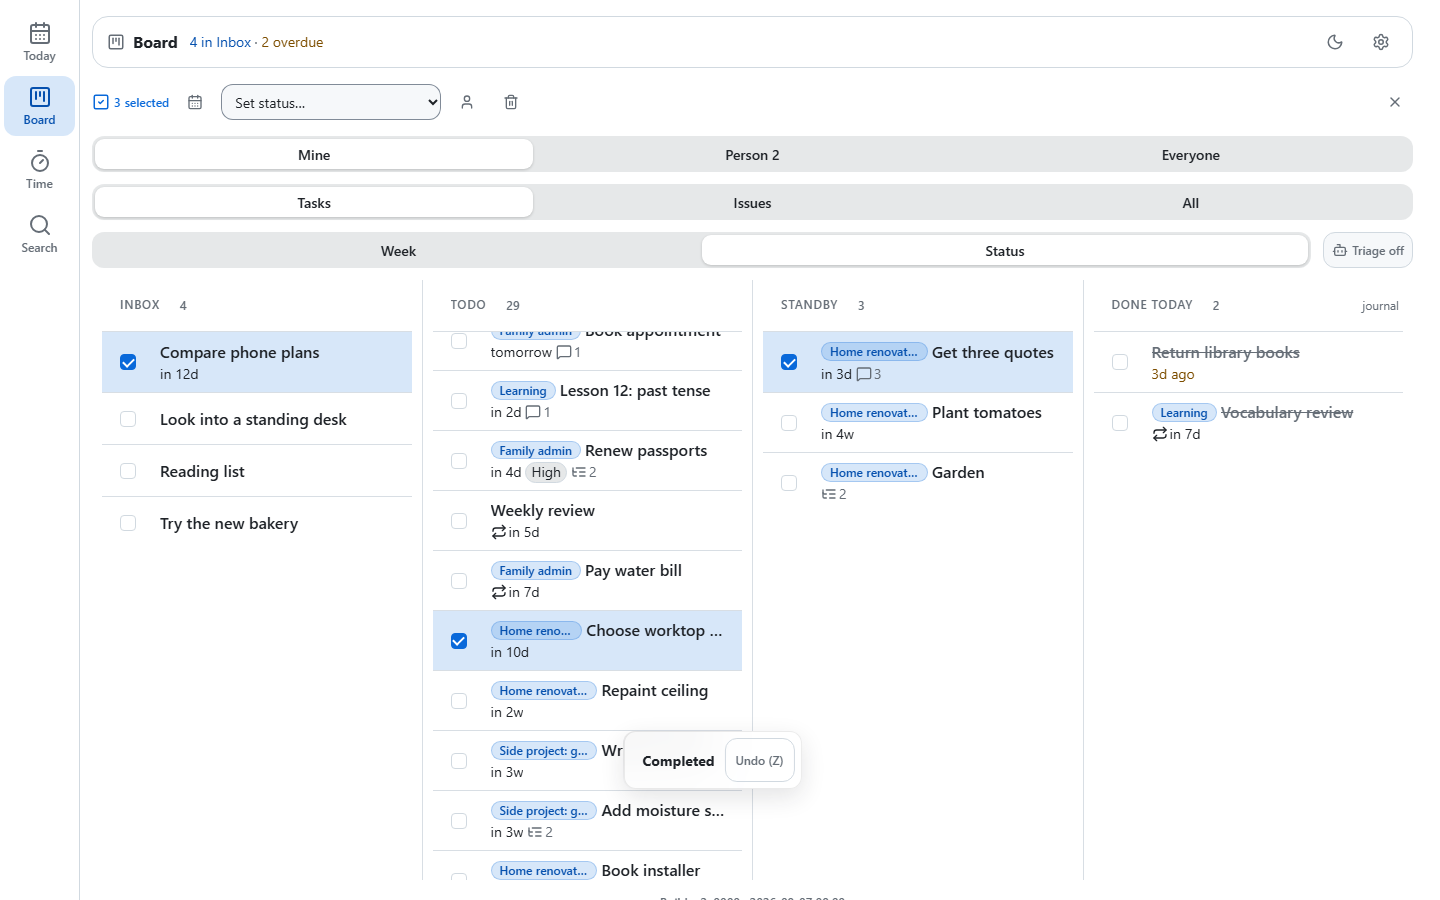 Today
Board
Time
Search
Board 4 in Inbox · 2 overdue
3 selected Set status...
Mine Person 2 Everyone
Tasks Issues All
Week Status Triage off
INBOX 4
Compare phone plans
in 12d
Look into a standing desk
Reading list
Try the new bakery
TODO 29
Family admin Book appointment
tomorrow 1
Learning Lesson 12: past tense
in 2d 1
Family admin Renew passports
in 4d High 2
Weekly review
in 5d
Family admin Pay water bill
in 7d
Home reno... Choose worktop ...
in 10d
Home renovat... Repaint ceiling
in 2w
Side project: g... Wr
in 3w
Side project: g... Add moisture s...
in 3w 2
Home renovat... Book installer
STANDBY 3
Home renovat... Get three quotes
in 3d 3
Home renovat... Plant tomatoes
in 4w
Home renovat... Garden
2
DONE TODAY 2 journal
Return library books
3d ago
Learning Vocabulary review
in 7d
Completed Undo (Z)